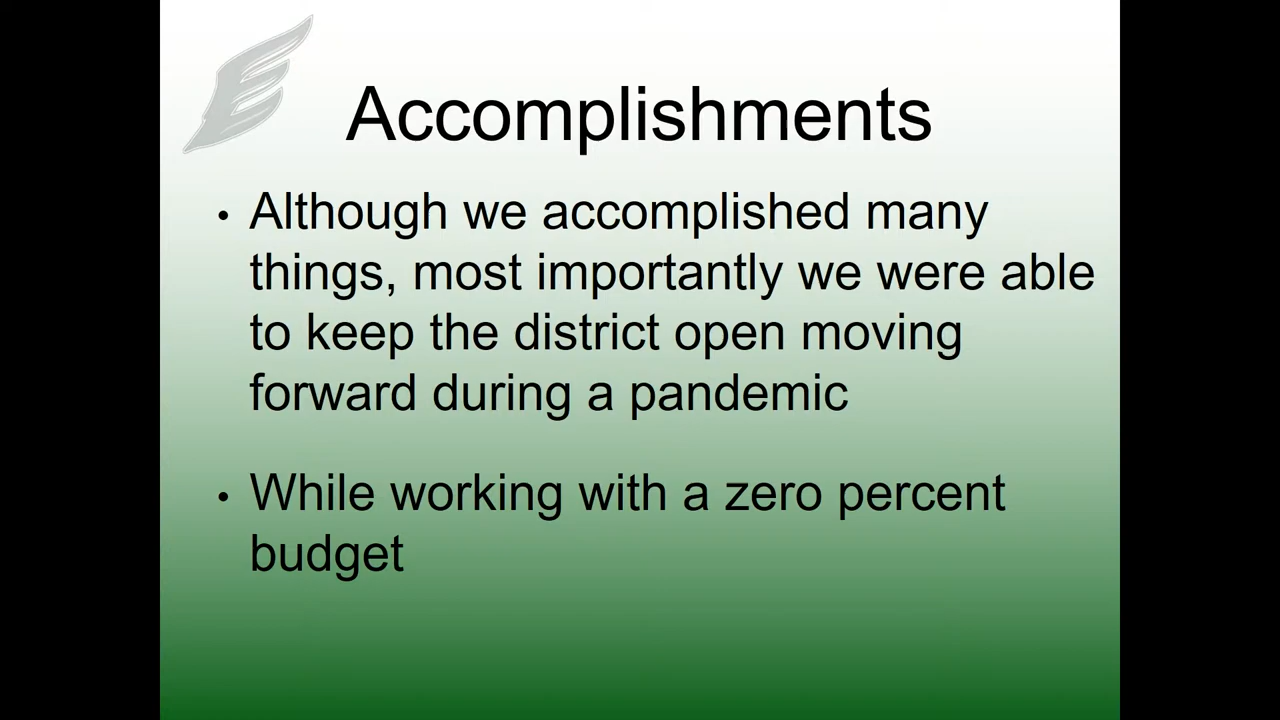 Accomplishments
• Although we accomplished many
things, most importantly we were able
to keep the district open moving
forward during a pandemic
• While working with a zero percent
budget